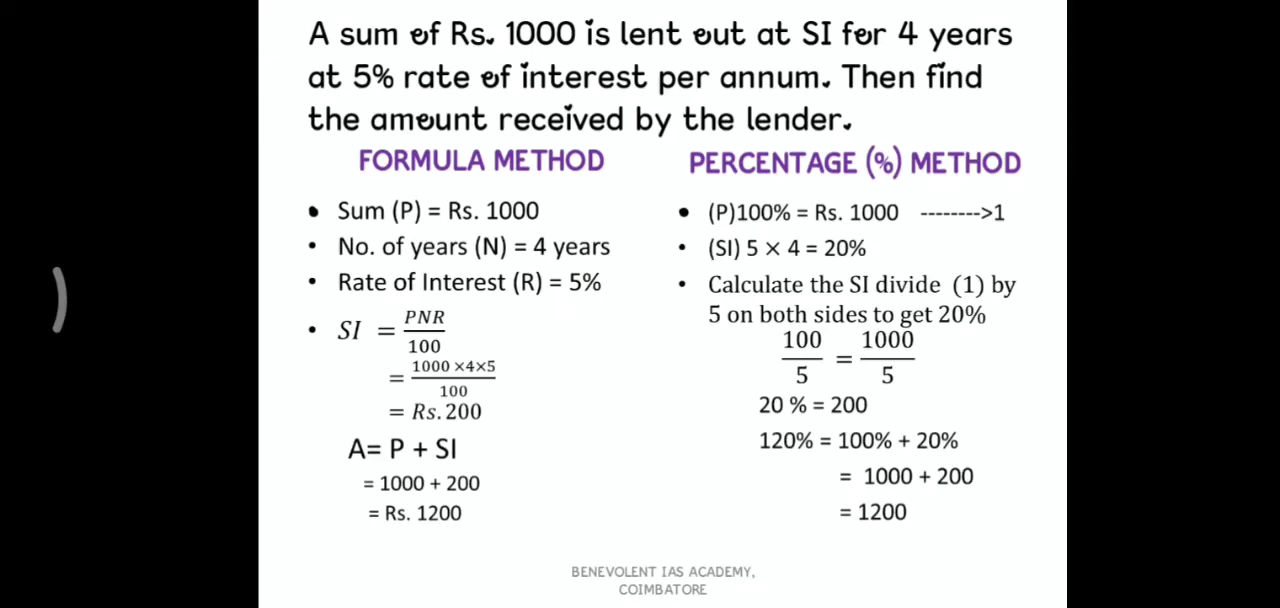 A sum of Rs. 1000 is lent out at SI for 4 years
at 5% rate of interest per annum. Then find
the amount received by the lender.
FORMULA METHOD
• Sum (P) = Rs. 1000
• No. of years (N) = 4 years
• Rate of Interest (R) = 5%
• SI = PNR/100
= 1000 ×4×5/100
= Rs. 200
A= P + SI
= 1000 + 200
= Rs. 1200
PERCENTAGE (%) METHOD
• (P)100% = Rs. 1000 -------->1
• (SI) 5 × 4 = 20%
• Calculate the SI divide (1) by
5 on both sides to get 20%
100/5 = 1000/5
20 % = 200
120% = 100% + 20%
= 1000 + 200
= 1200
BENEVOLENT IAS ACADEMY,
COIMBATORE